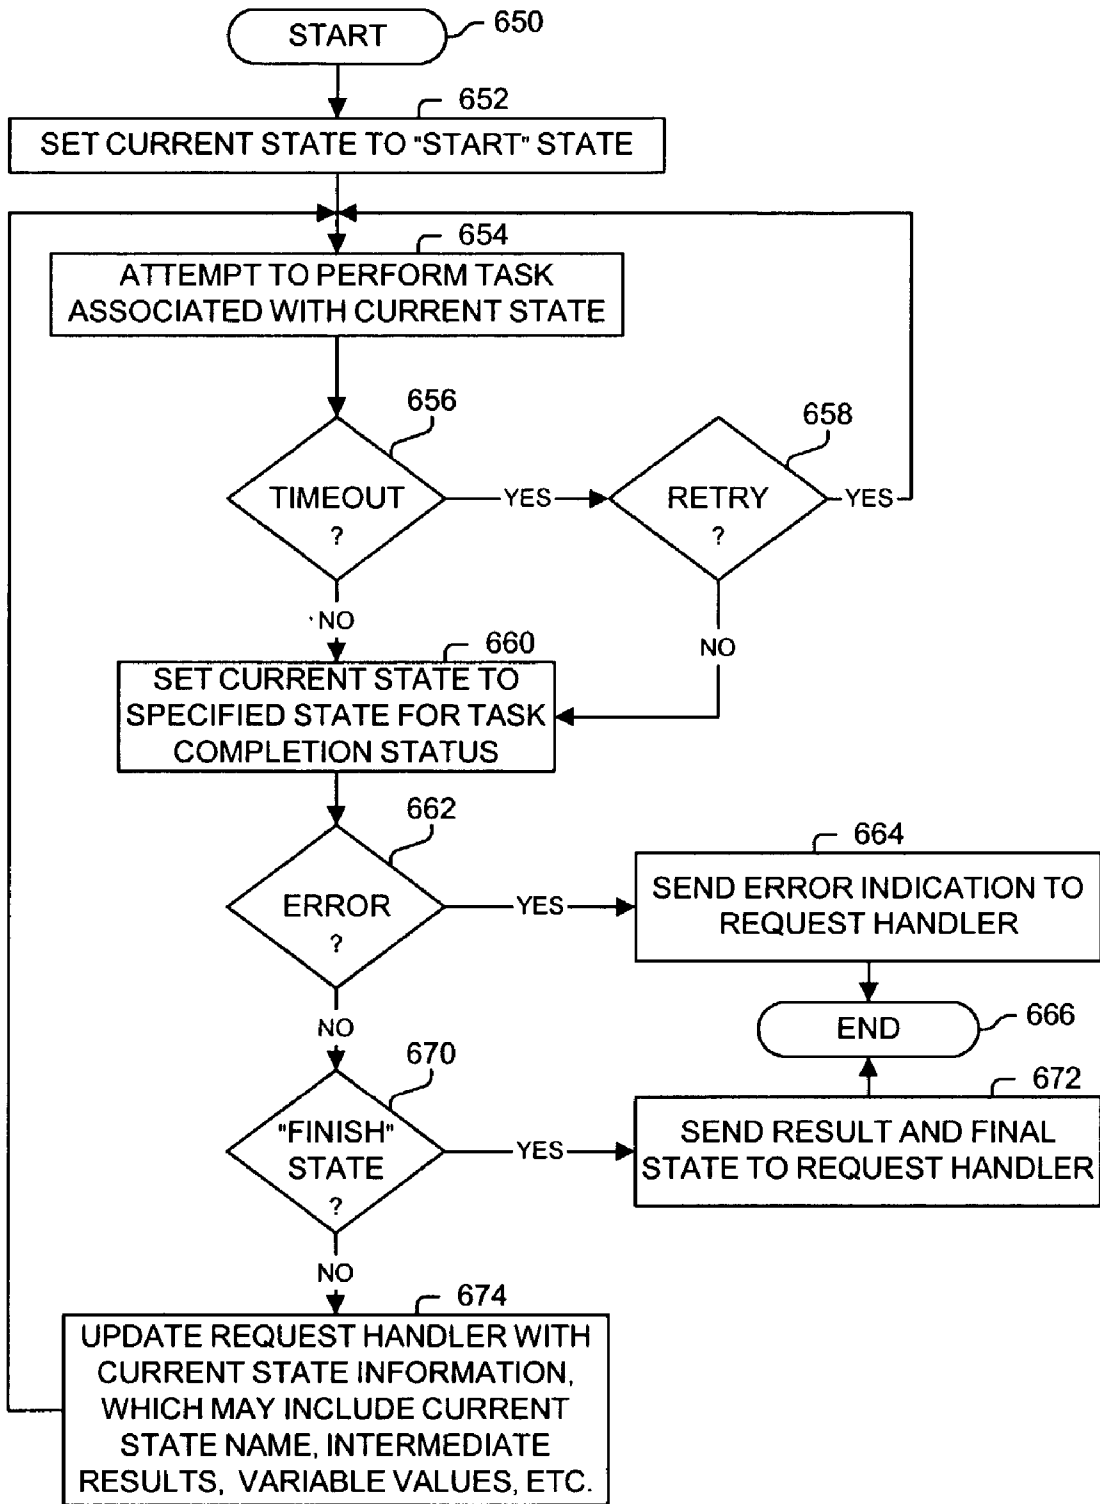 START
650
652
SET CURRENT STATE TO "START" STATE
654
ATTEMPT TO PERFORM TASK
ASSOCIATED WITH CURRENT STATE
656
TIMEOUT
?
YES
658
RETRY
?
YES
NO
NO
660
SET CURRENT STATE TO
SPECIFIED STATE FOR TASK
COMPLETION STATUS
662
ERROR
?
YES
664
SEND ERROR INDICATION TO
REQUEST HANDLER
END
666
NO
670
"FINISH"
STATE
?
YES
672
SEND RESULT AND FINAL
STATE TO REQUEST HANDLER
NO
674
UPDATE REQUEST HANDLER WITH
CURRENT STATE INFORMATION,
WHICH MAY INCLUDE CURRENT
STATE NAME, INTERMEDIATE
RESULTS, VARIABLE VALUES, ETC.